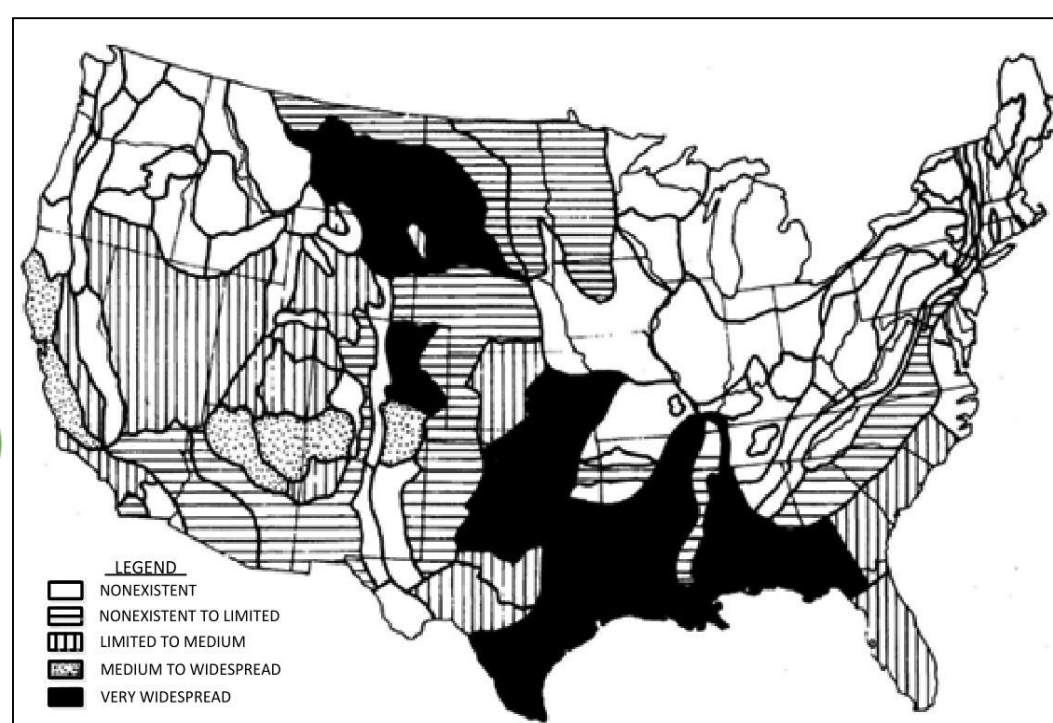 LEGEND
NONEXISTENT
NONEXISTENT TO LIMITED
LIMITED TO MEDIUM
MEDIUM TO WIDESPREAD
VERY WIDESPREAD